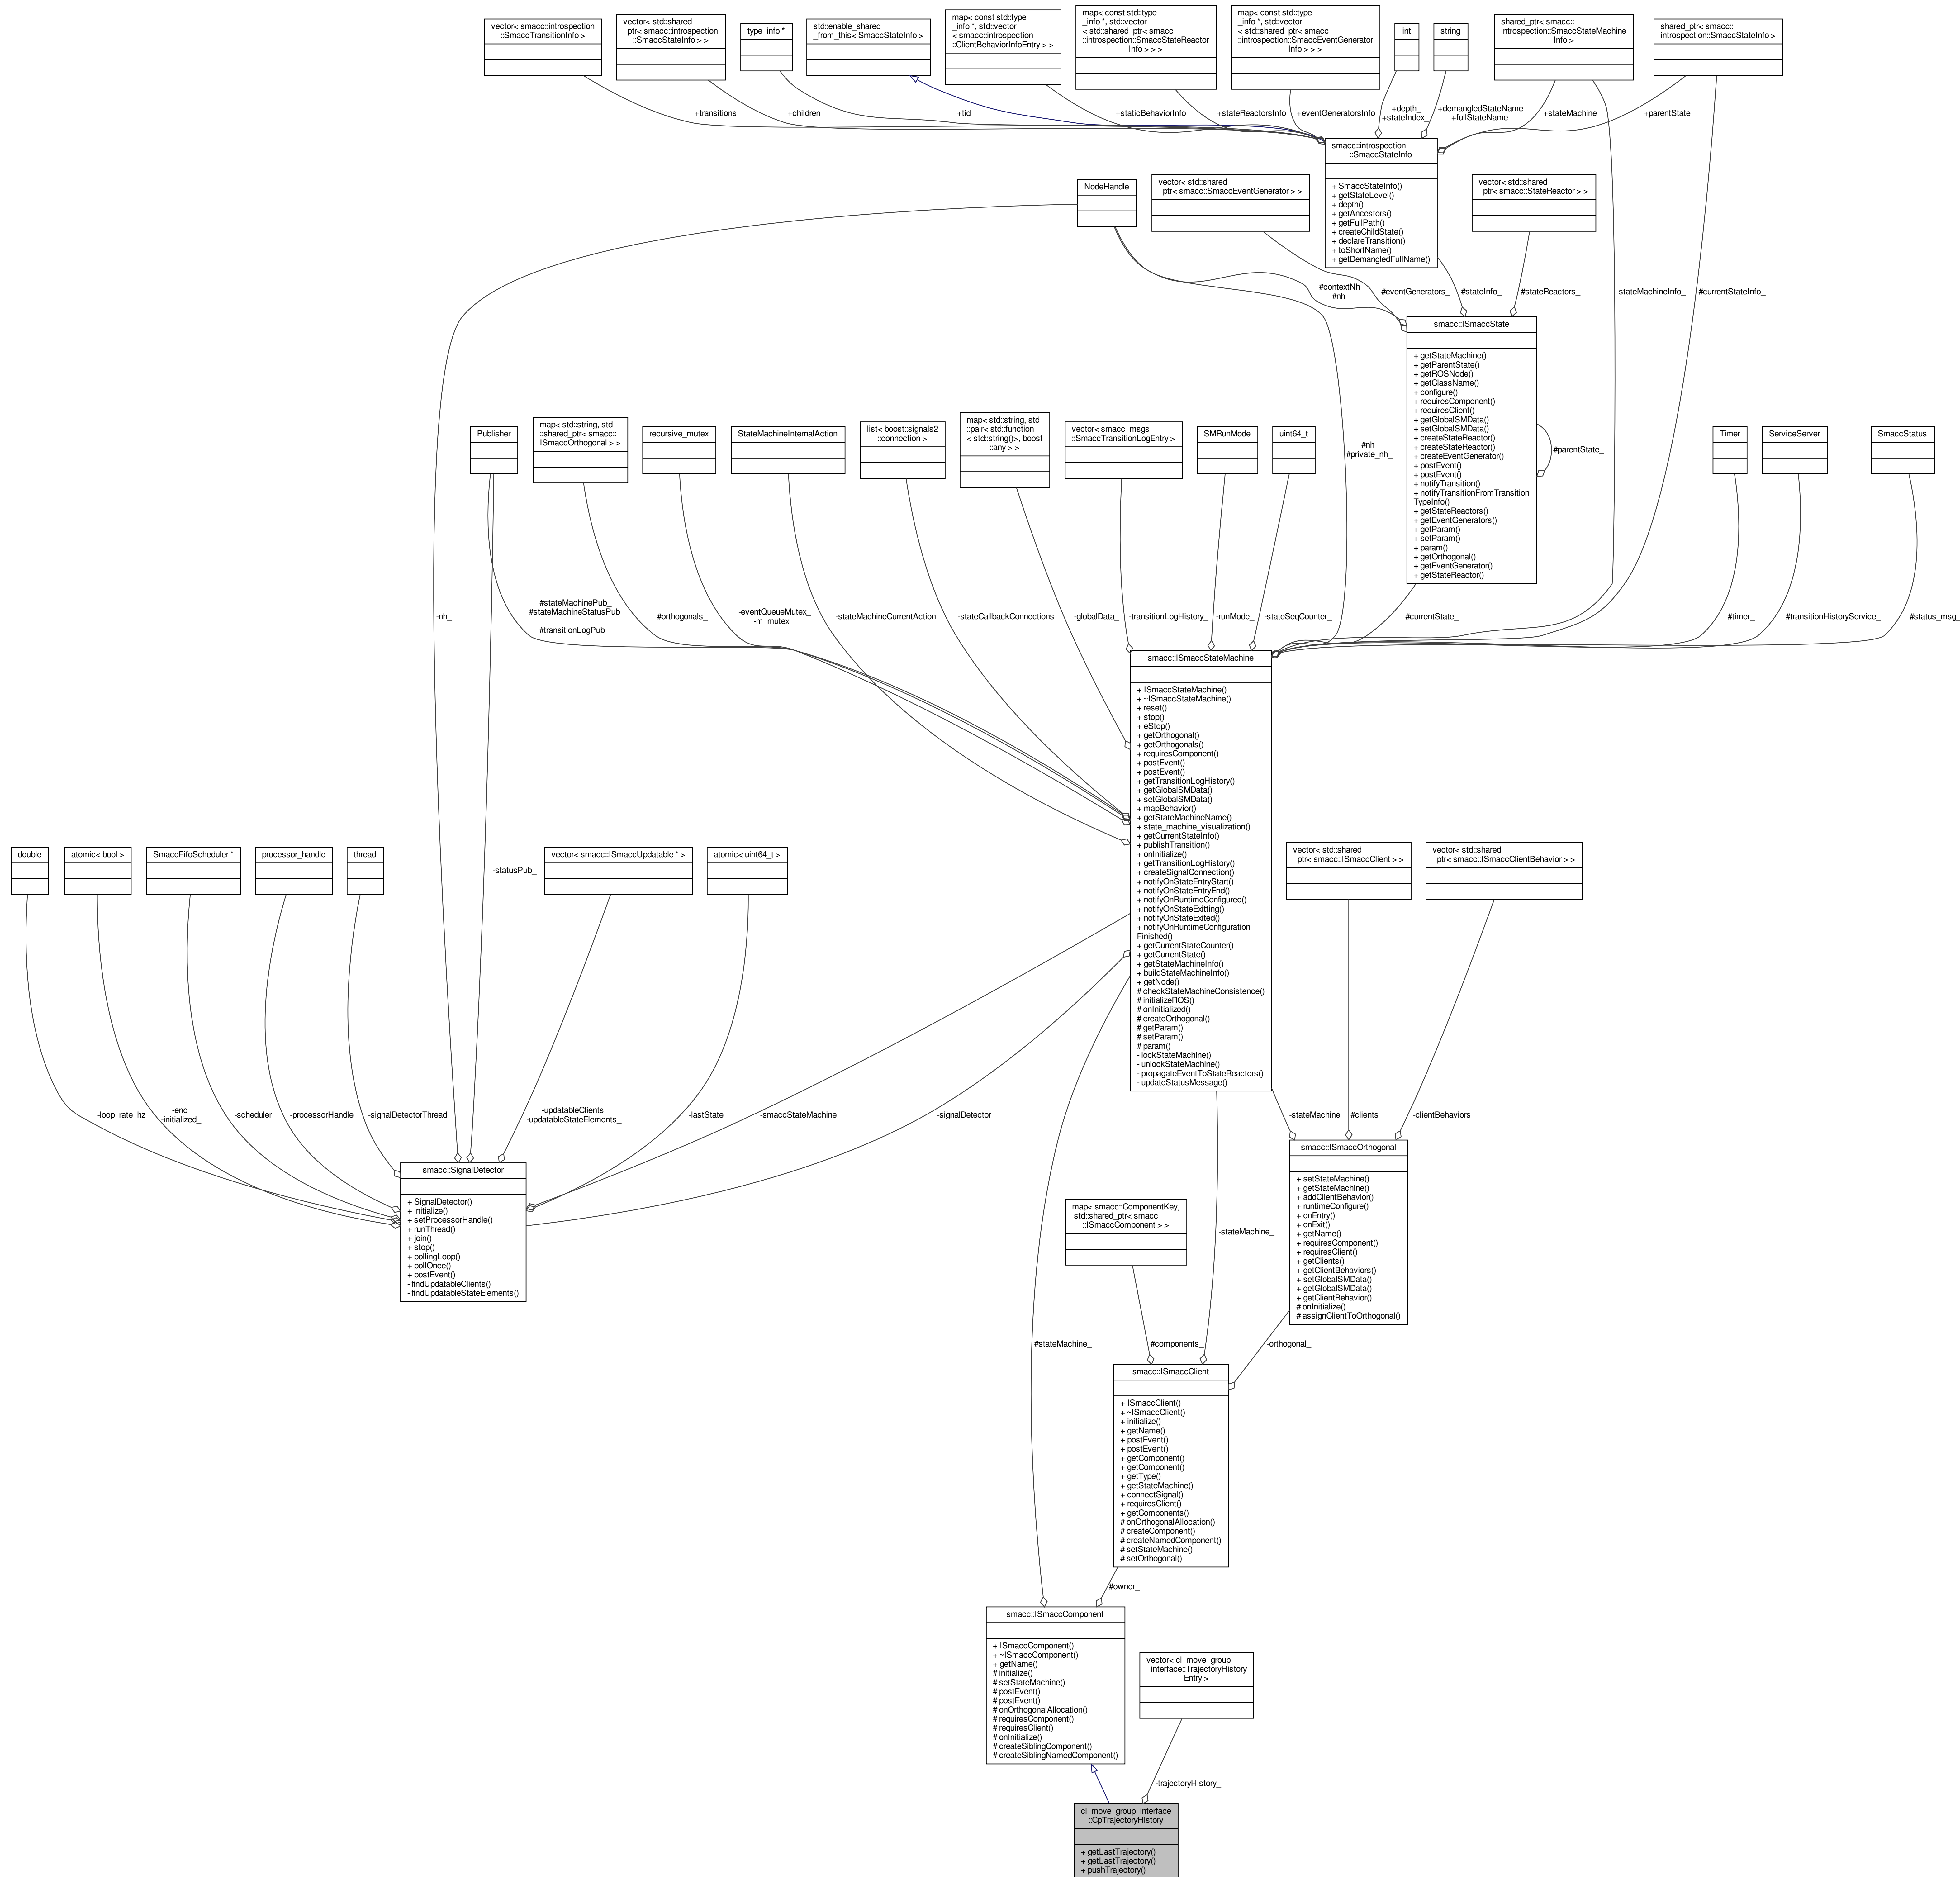 vector< smacc::introspection
::SmaccTransitionInfo >
vector< std::shared
_ptr< smacc::introspection
::SmaccStateInfo > >
type_info *
std::enable_shared
_from_this< SmaccStateInfo >
map< const std::type
_info *, std::vector
< smacc::introspection
::ClientBehaviorInfoEntry > >
map< const std::type
_info *, std::vector
< std::shared_ptr< smacc
::introspection::SmaccStateReactor
Info > > >
map< const std::type
_info *, std::vector
< std::shared_ptr< smacc
::introspection::SmaccEventGenerator
Info > > >
int
string
shared_ptr< smacc::
introspection::SmaccStateMachine
Info >
shared_ptr< smacc::
introspection::SmaccStateInfo >
+transitions_
+children_
+tid_
+staticBehaviorInfo
+stateReactorsInfo
+eventGeneratorsInfo
+depth_
+stateIndex_
+demangledStateName
+fullStateName
+stateMachine_
+parentState_
smacc::introspection
::SmaccStateInfo
+ SmaccStateInfo()
+ getStateLevel()
+ depth()
+ getAncestors()
+ getFullPath()
+ createChildState()
+ declareTransition()
+ toShortName()
+ getDemangledFullName()
NodeHandle
vector< std::shared
_ptr< smacc::SmaccEventGenerator > >
vector< std::shared
_ptr< smacc::StateReactor > >
#contextNh
#nh
#eventGenerators_
#stateInfo_
#stateReactors_
-stateMachineInfo_
#currentStateInfo_
smacc::ISmaccState
+ getStateMachine()
+ getParentState()
+ getROSNode()
+ getClassName()
+ configure()
+ requiresComponent()
+ requiresClient()
+ getGlobalSMData()
+ setGlobalSMData()
+ createStateReactor()
+ createStateReactor()
+ createEventGenerator()
+ postEvent()
+ postEvent()
+ notifyTransition()
+ notifyTransitionFromTransition
TypeInfo()
+ getStateReactors()
+ getEventGenerators()
+ getParam()
+ setParam()
+ param()
+ getOrthogonal()
+ getEventGenerator()
+ getStateReactor()
#parentState_
Publisher
map< std::string, std
::shared_ptr< smacc::
ISmaccOrthogonal > >
recursive_mutex
StateMachineInternalAction
list< boost::signals2
::connection >
map< std::string, std
::pair< std::function
< std::string()>, boost
::any > >
vector< smacc_msgs
::SmaccTransitionLogEntry >
SMRunMode
uint64_t
#nh_
#private_nh_
Timer
ServiceServer
SmaccStatus
-nh_
#stateMachinePub_
#stateMachineStatusPub
_
#transitionLogPub_
#orthogonals_
-eventQueueMutex_
-m_mutex_
-stateMachineCurrentAction
-stateCallbackConnections
-globalData_
-transitionLogHistory_
-runMode_
-stateSeqCounter_
#currentState_
#timer_
#transitionHistoryService_
#status_msg_
smacc::ISmaccStateMachine
+ ISmaccStateMachine()
+ ~ISmaccStateMachine()
+ reset()
+ stop()
+ eStop()
+ getOrthogonal()
+ getOrthogonals()
+ requiresComponent()
+ postEvent()
+ postEvent()
+ getTransitionLogHistory()
+ getGlobalSMData()
+ setGlobalSMData()
+ mapBehavior()
+ getStateMachineName()
+ state_machine_visualization()
+ getCurrentStateInfo()
+ publishTransition()
+ onInitialize()
+ getTransitionLogHistory()
+ createSignalConnection()
+ notifyOnStateEntryStart()
+ notifyOnStateEntryEnd()
+ notifyOnRuntimeConfigured()
+ notifyOnStateExitting()
+ notifyOnStateExited()
+ notifyOnRuntimeConfiguration
Finished()
+ getCurrentStateCounter()
+ getCurrentState()
+ getStateMachineInfo()
+ buildStateMachineInfo()
+ getNode()
# checkStateMachineConsistence()
# initializeROS()
# onInitialized()
# createOrthogonal()
# getParam()
# setParam()
# param()
- lockStateMachine()
- unlockStateMachine()
- propagateEventToStateReactors()
- updateStatusMessage()
double
atomic< bool >
SmaccFifoScheduler *
processor_handle
thread
-statusPub_
vector< smacc::ISmaccUpdatable * >
atomic< uint64_t >
vector< std::shared
_ptr< smacc::ISmaccClient > >
vector< std::shared
_ptr< smacc::ISmaccClientBehavior > >
-loop_rate_hz
-end_
-initialized_
-scheduler_
-processorHandle_
-signalDetectorThread_
-updatableClients_
-updatableStateElements_
-lastState_
-smaccStateMachine_
-signalDetector_
-stateMachine_
#clients_
-clientBehaviors_
smacc::SignalDetector
+ SignalDetector()
+ initialize()
+ setProcessorHandle()
+ runThread()
+ join()
+ stop()
+ pollingLoop()
+ pollOnce()
+ postEvent()
- findUpdatableClients()
- findUpdatableStateElements()
smacc::ISmaccOrthogonal
+ setStateMachine()
+ getStateMachine()
+ addClientBehavior()
+ runtimeConfigure()
+ onEntry()
+ onExit()
+ getName()
+ requiresComponent()
+ requiresClient()
+ getClients()
+ getClientBehaviors()
+ setGlobalSMData()
+ getGlobalSMData()
+ getClientBehavior()
# onInitialize()
# assignClientToOrthogonal()
map< smacc::ComponentKey,
std::shared_ptr< smacc
::ISmaccComponent > >
-stateMachine_
#stateMachine_
#components_
-orthogonal_
smacc::ISmaccClient
+ ISmaccClient()
+ ~ISmaccClient()
+ initialize()
+ getName()
+ postEvent()
+ postEvent()
+ getComponent()
+ getComponent()
+ getType()
+ getStateMachine()
+ connectSignal()
+ requiresClient()
+ getComponents()
# onOrthogonalAllocation()
# createComponent()
# createNamedComponent()
# setStateMachine()
# setOrthogonal()
#owner_
smacc::ISmaccComponent
+ ISmaccComponent()
+ ~ISmaccComponent()
+ getName()
# initialize()
# setStateMachine()
# postEvent()
# postEvent()
# onOrthogonalAllocation()
# requiresComponent()
# requiresClient()
# onInitialize()
# createSiblingComponent()
# createSiblingNamedComponent()
vector< cl_move_group
_interface::TrajectoryHistory
Entry >
-trajectoryHistory_
cl_move_group_interface
::CpTrajectoryHistory
+ getLastTrajectory()
+ getLastTrajectory()
+ pushTrajectory()